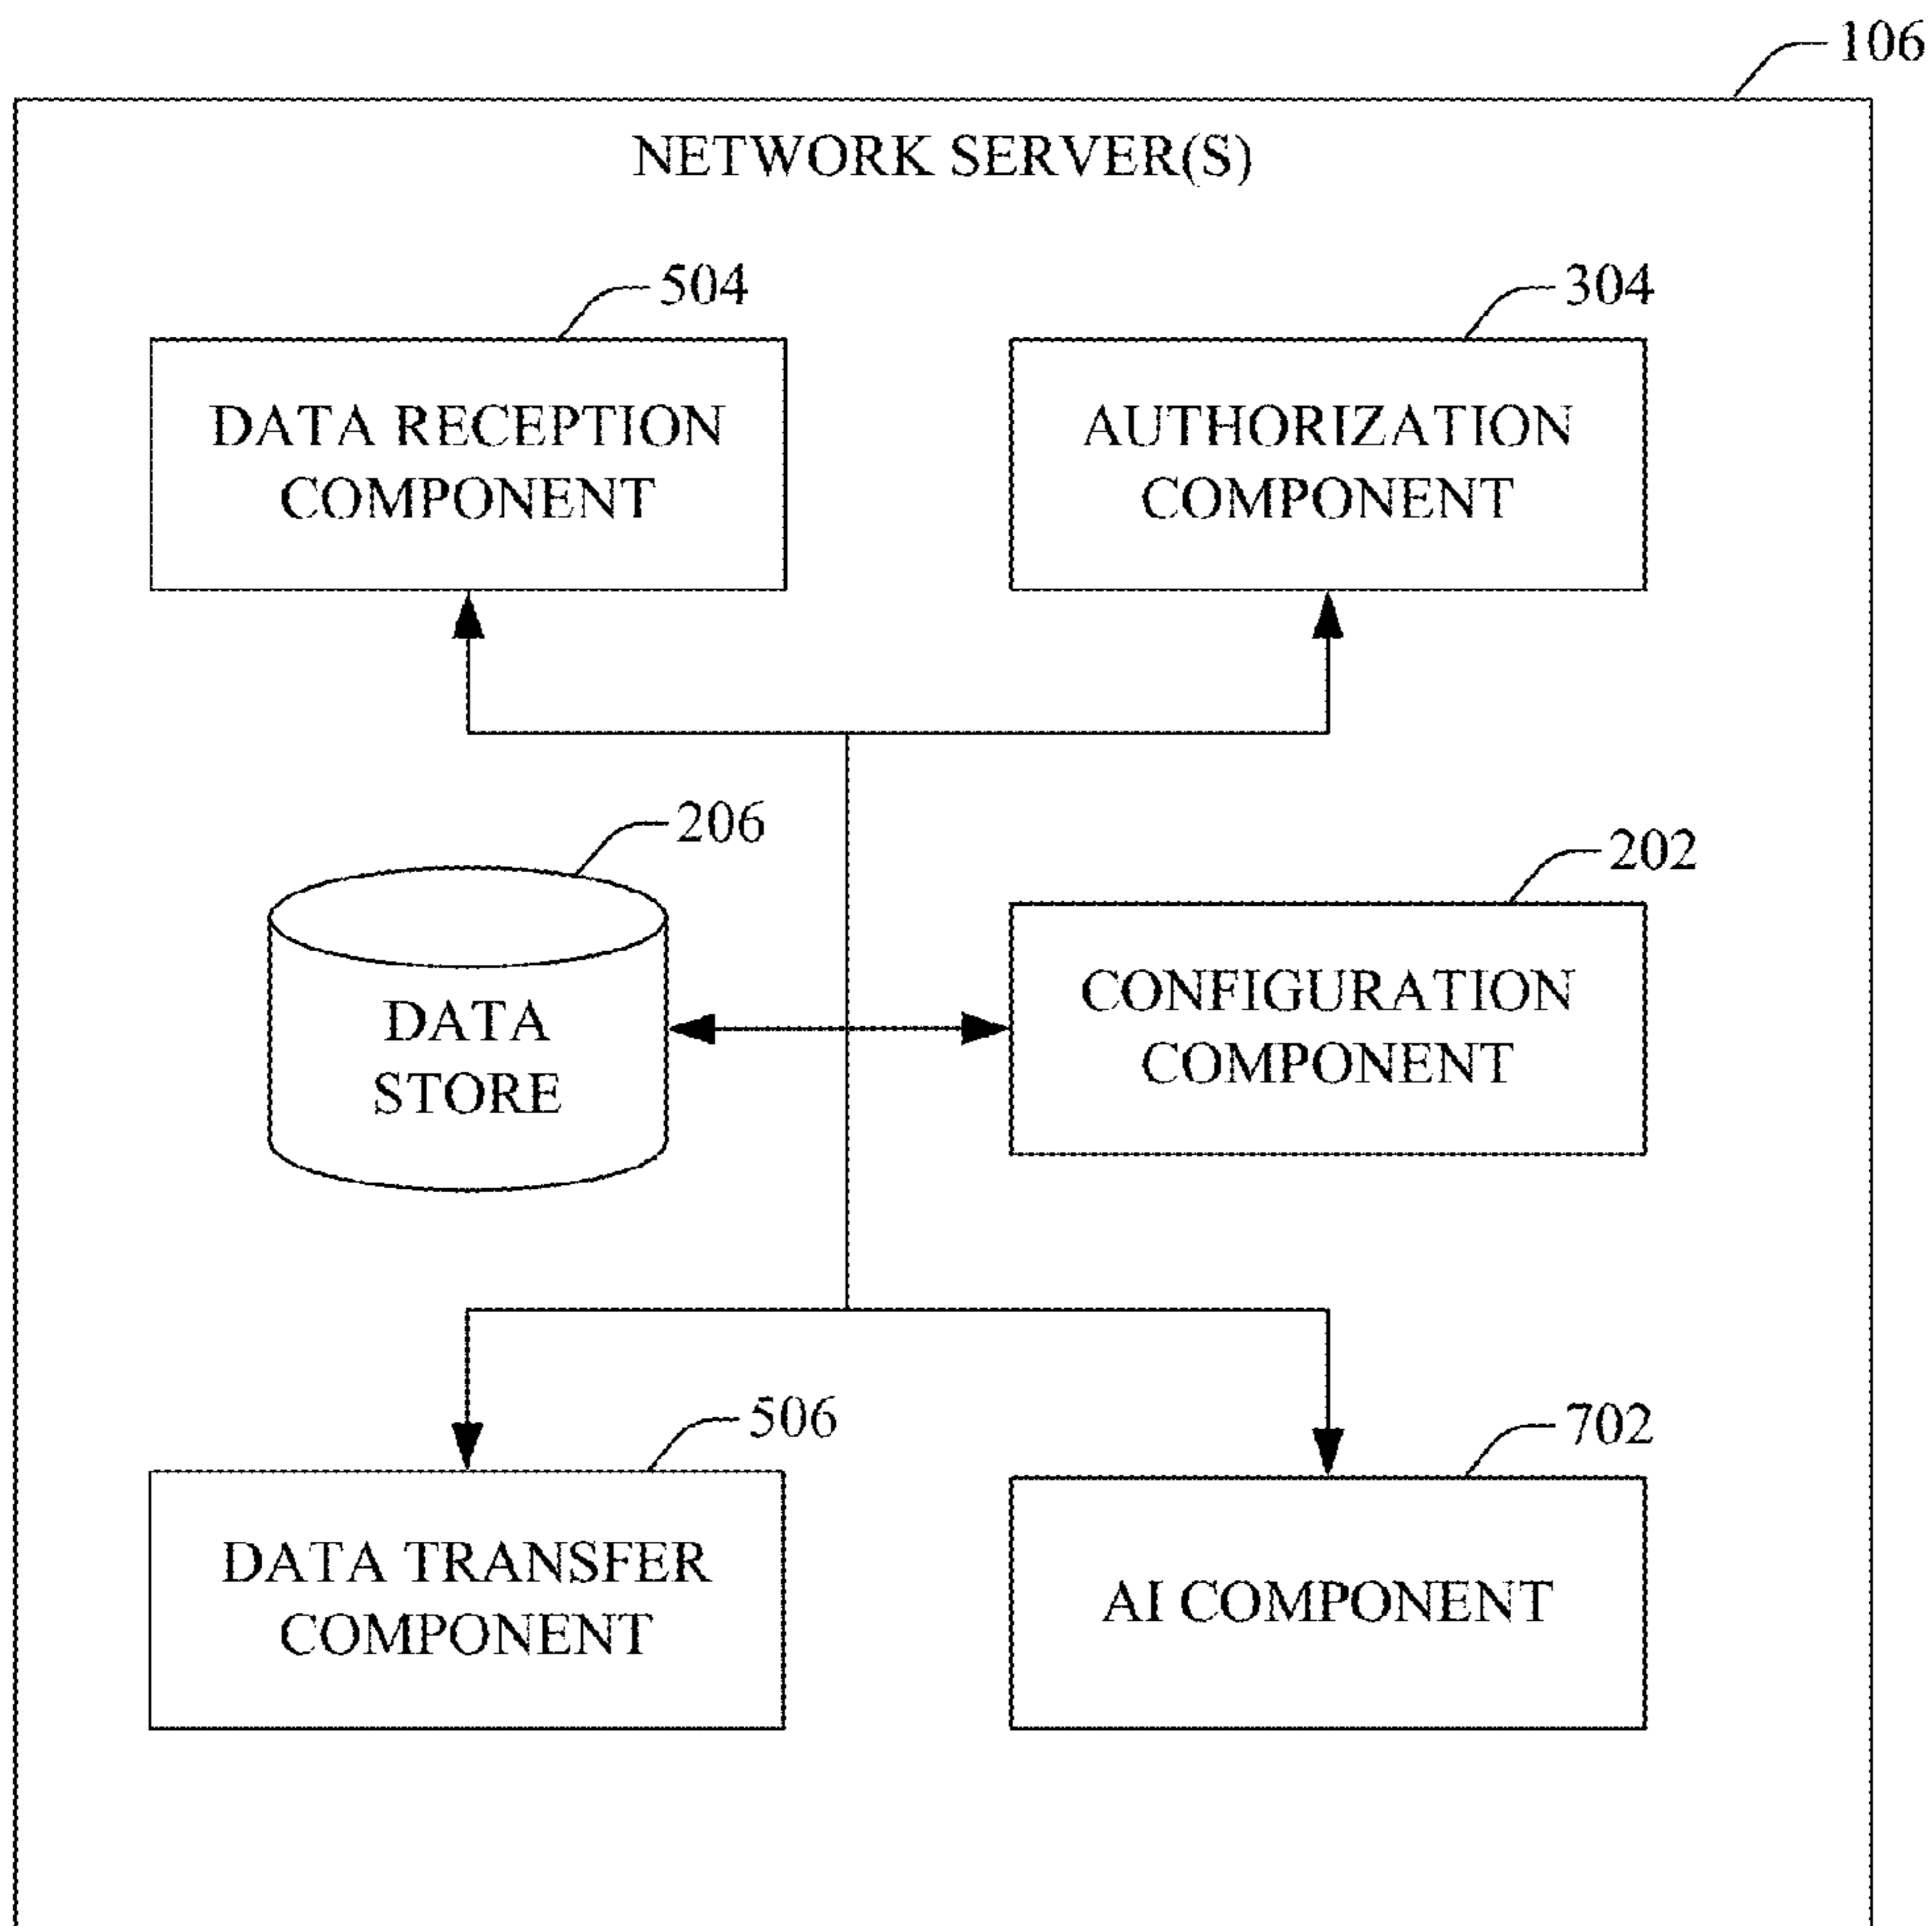 106
NETWORK SERVER(S)
504
304
DATA RECEPTION
COMPONENT
AUTHORIZATION
COMPONENT
206
202
DATA
STORE
CONFIGURATION
COMPONENT
506
702
DATA TRANSFER
COMPONENT
AI COMPONENT